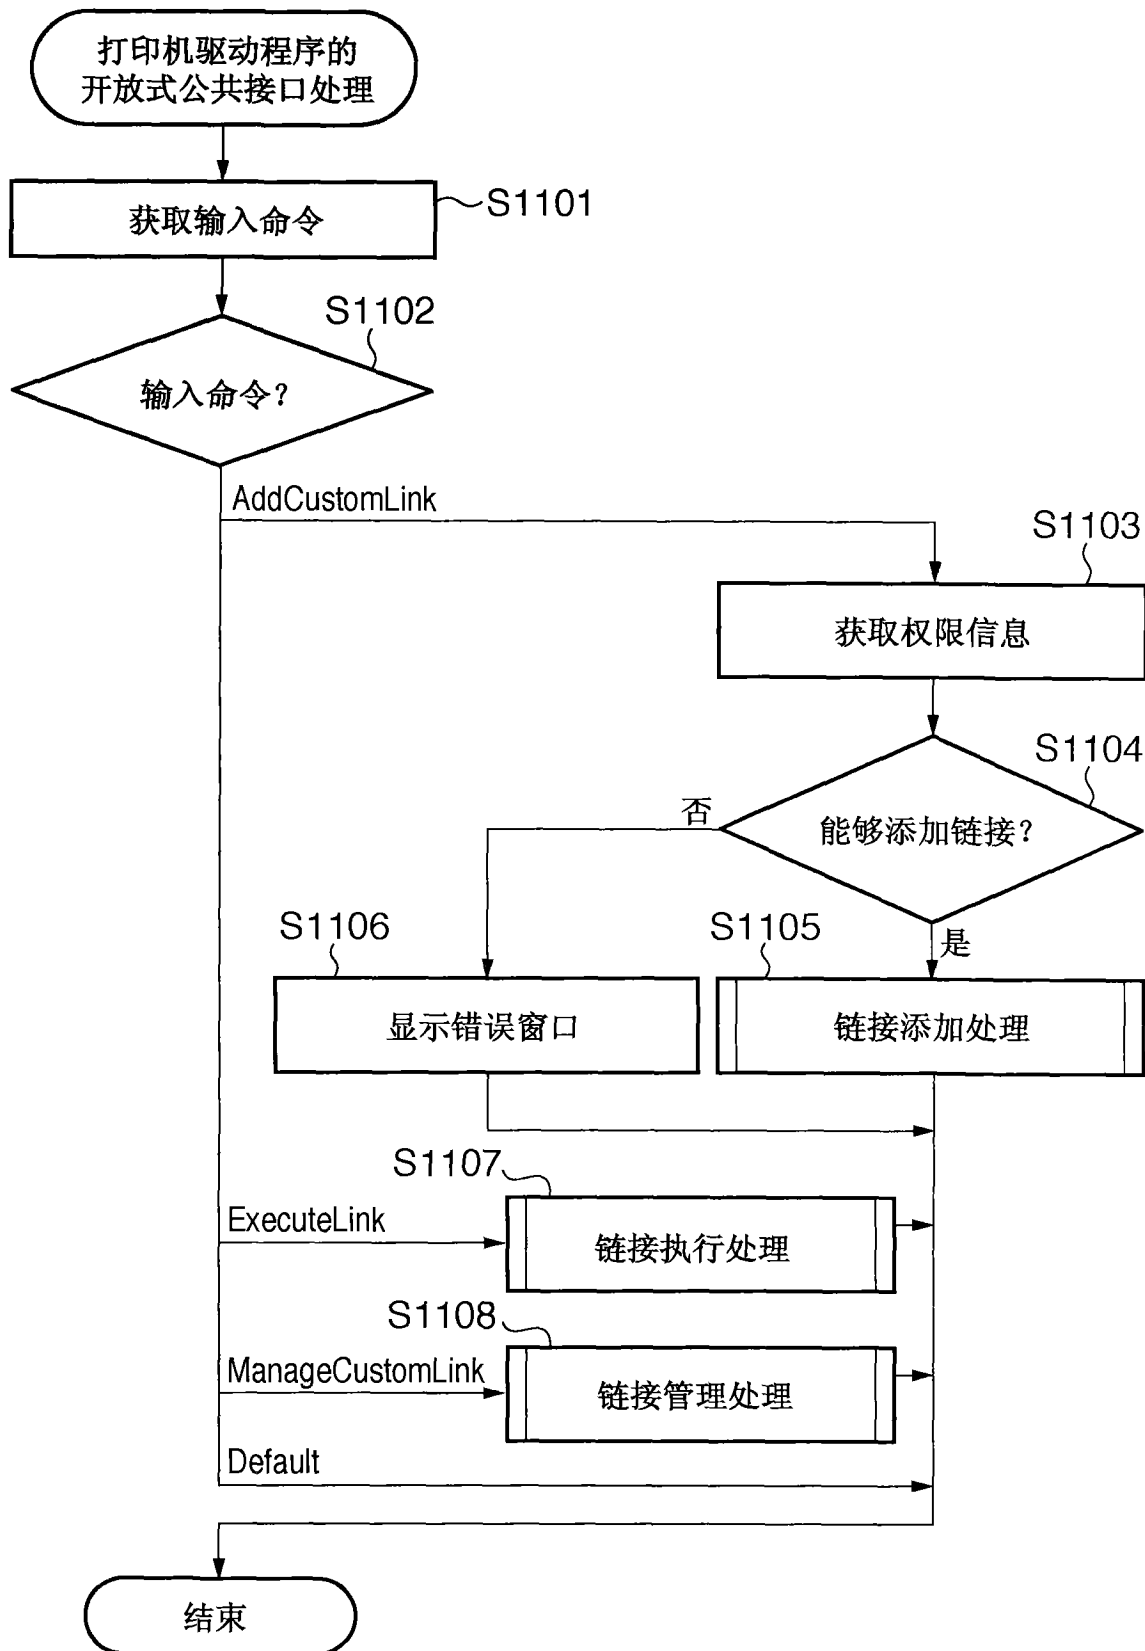 打印机驱动程序的
开放式公共接口处理
获取输入命令
S1101
S1102
输入命令？
AddCustomLink
S1103
获取权限信息
S1104
否
能够添加链接？
S1106
S1105
是
显示错误窗口
链接添加处理
S1107
ExecuteLink
链接执行处理
S1108
ManageCustomLink
链接管理处理
Default
结束